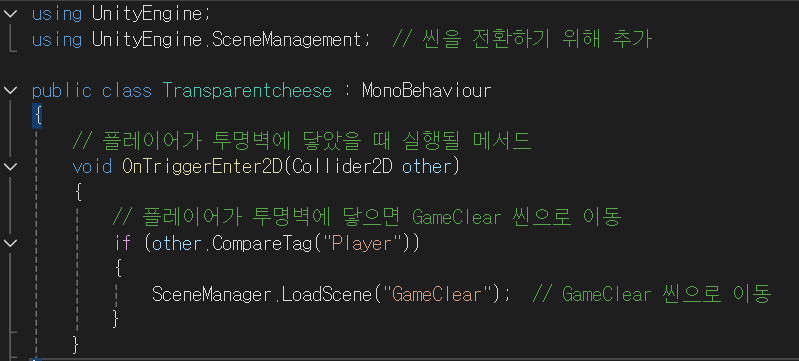 using UnityEngine;
using UnityEngine.SceneManagement;  // 씬을 전환하기 위해 추가
public class Transparentcheese : MonoBehaviour
{
// 플레이어가 투명벽에 닿았을 때 실행될 메서드
void OnTriggerEnter2D(Collider2D other)
{
// 플레이어가 투명벽에 닿으면 GameClear 씬으로 이동
if (other.CompareTag("Player"))
{
SceneManager.LoadScene("GameClear");  // GameClear 씬으로 이동
}
}